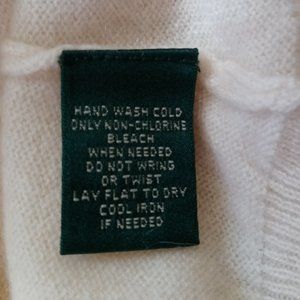 HAND WASH COLD
ONLY NON-CHLORINE
BLEACH
WHEN NEEDED
DO NOT WRING
OR TWIST
LAY FLAT TO DRY
COOL IRON
IF NEEDED